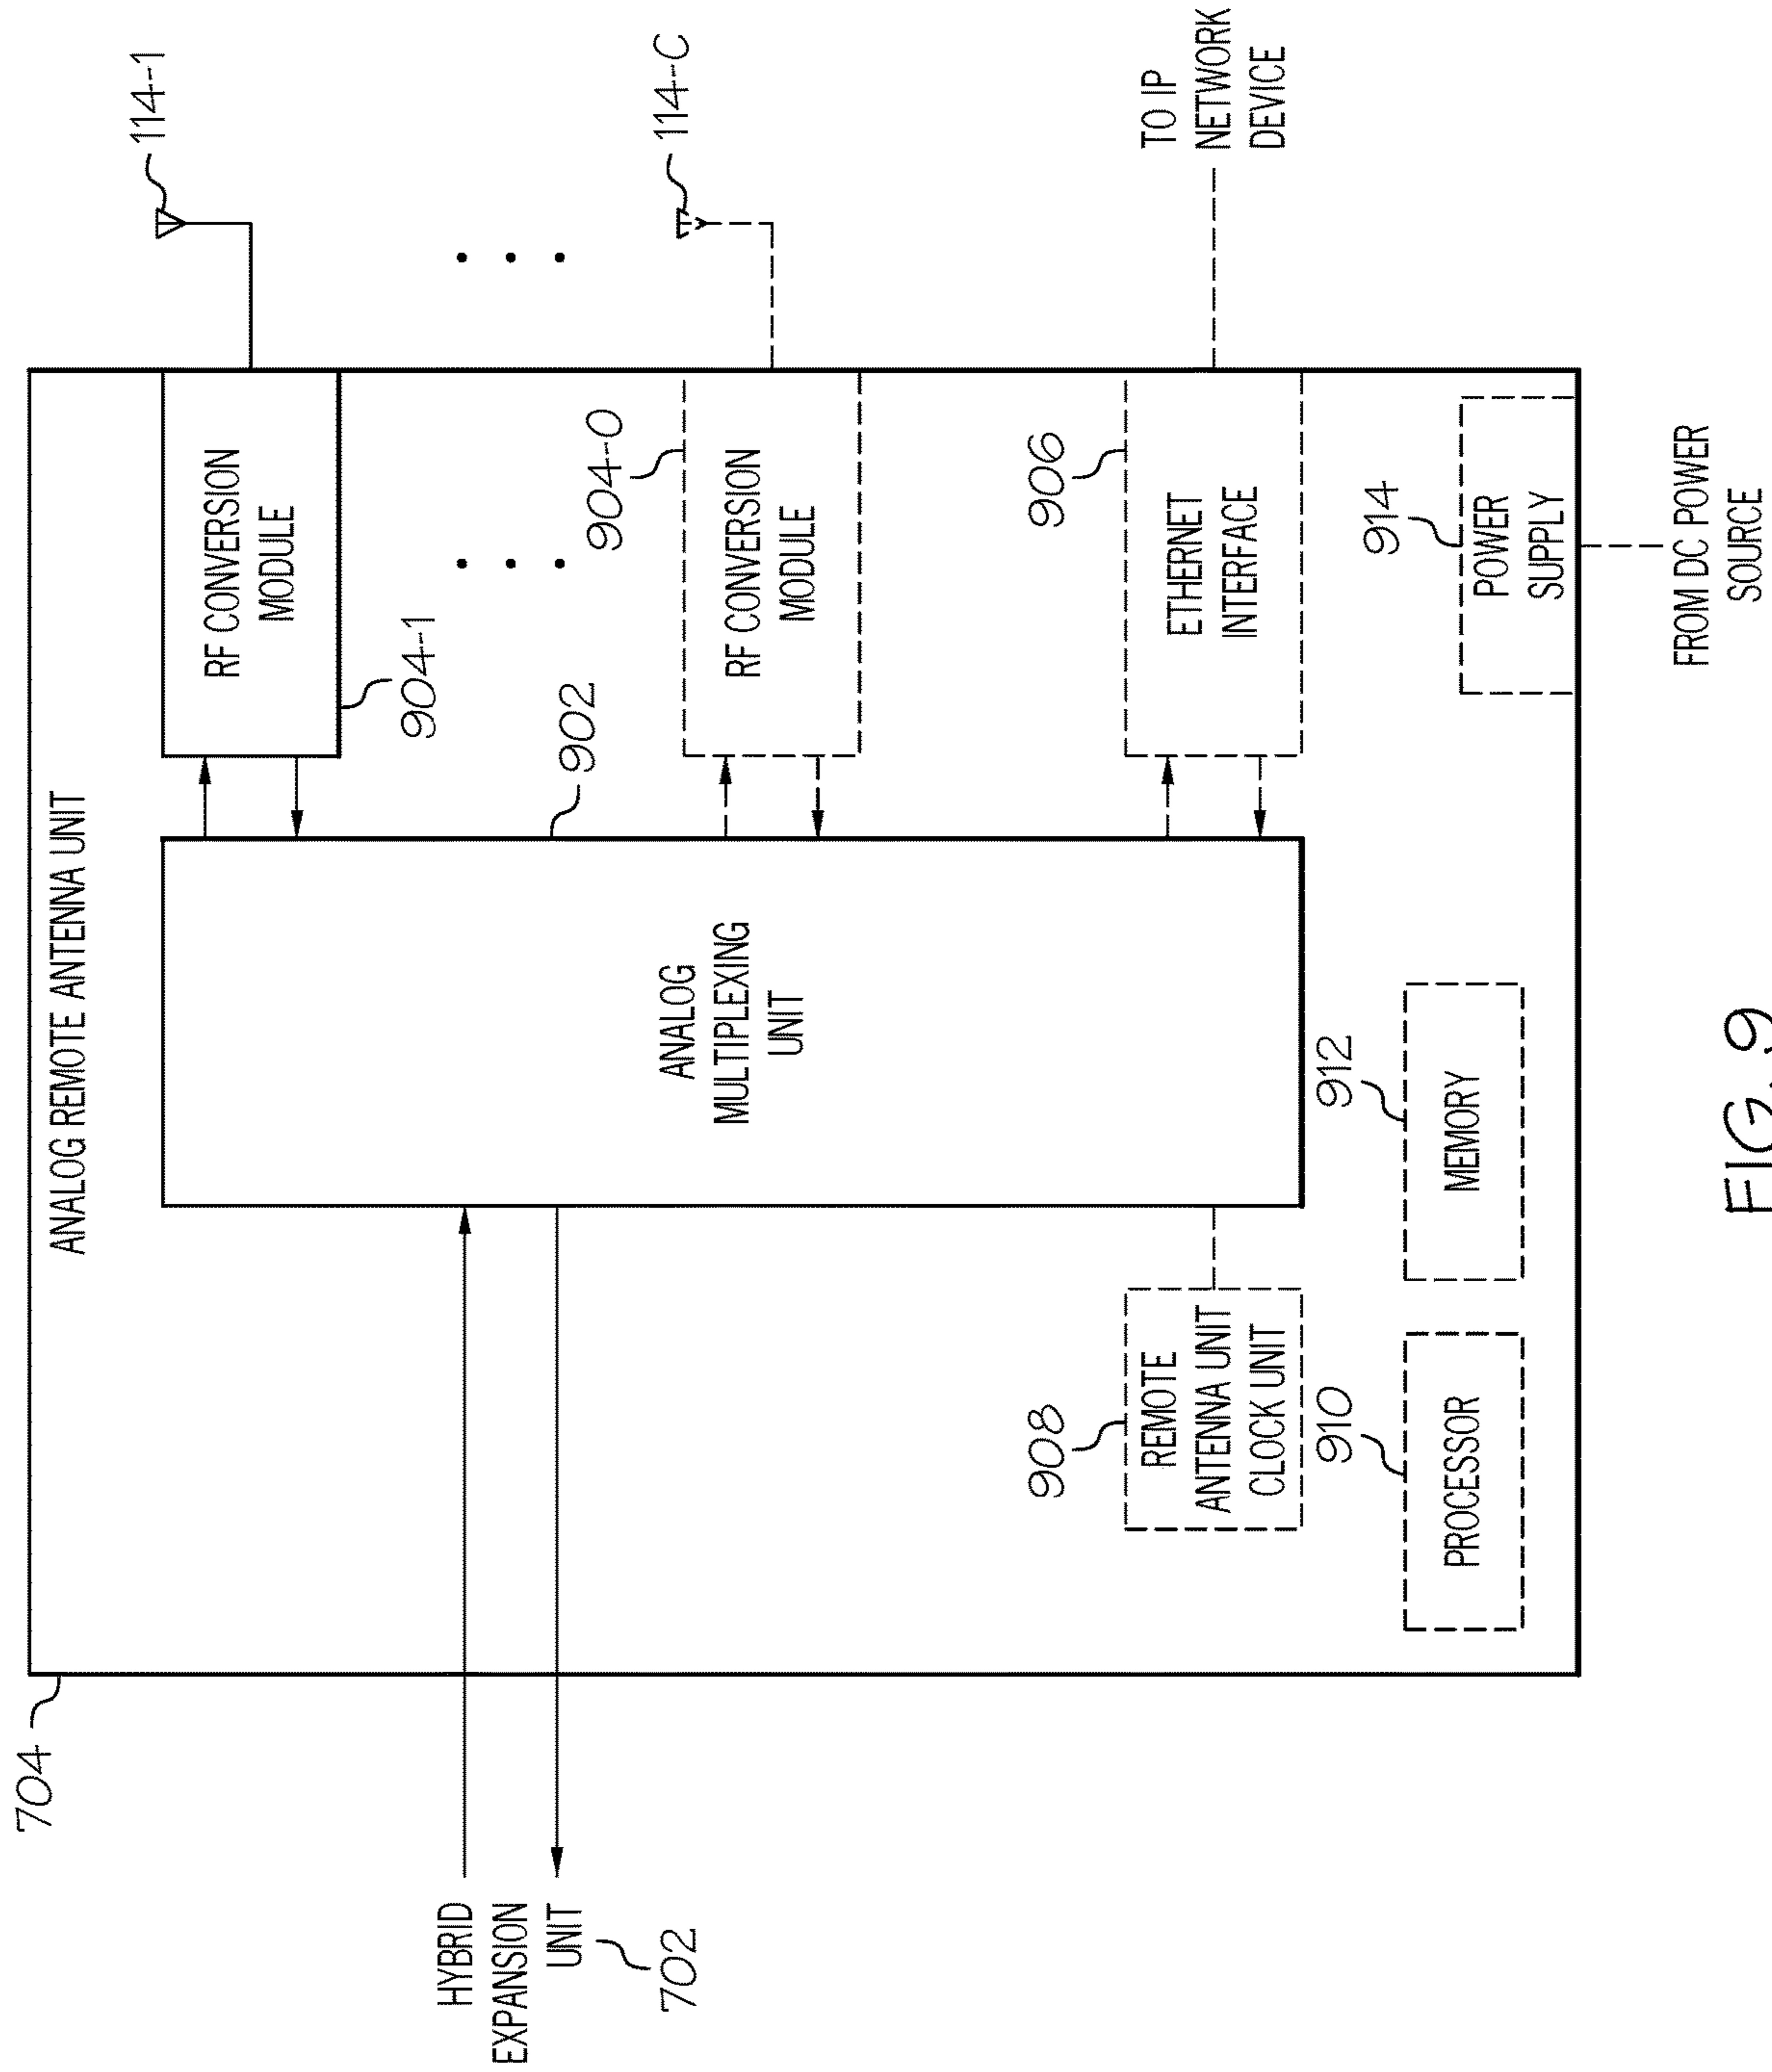 704
ANALOG REMOTE ANTENNA UNIT
HYBRID
EXPANSION
UNIT
702
ANALOG
MULTIPLEXING
UNIT
902
RF CONVERSION
MODULE
904-1
114-1
RF CONVERSION
MODULE
904-O
114-C
ETHERNET
INTERFACE
906
TO IP
NETWORK
DEVICE
REMOTE
ANTENNA UNIT
CLOCK UNIT
908
PROCESSOR
910
MEMORY
912
POWER
SUPPLY
914
FROM DC POWER
SOURCE
FIG. 9